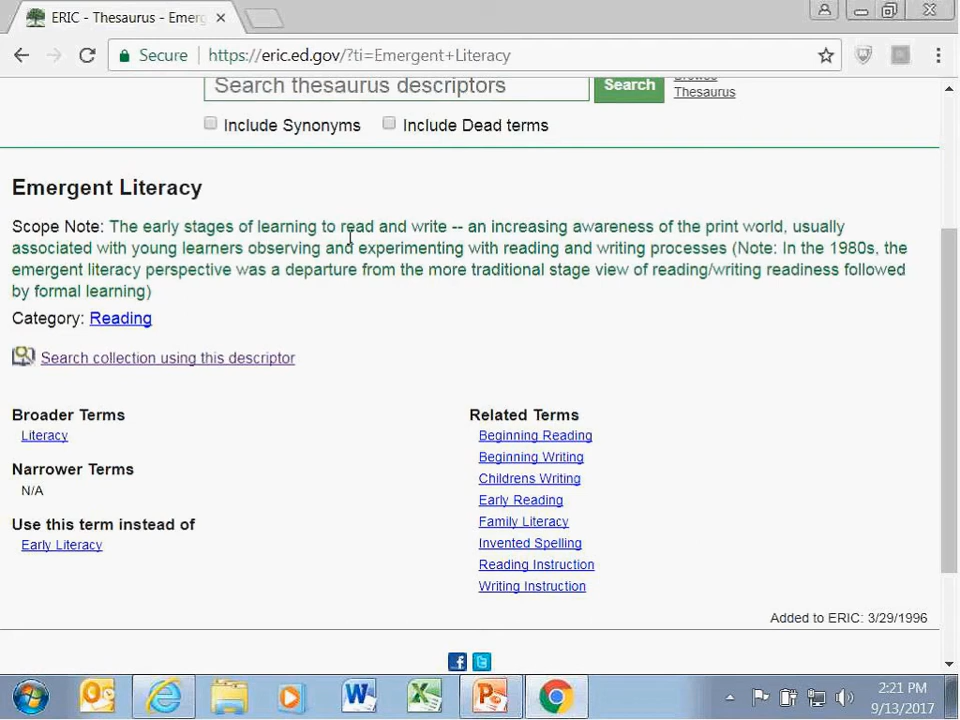 ERIC - Thesaurus - Emerg
Secure
https://eric.ed.gov/?ti=Emergent+Literacy
Search thesaurus descriptors
Search
Browse
Thesaurus
Include Synonyms
Include Dead terms
Emergent Literacy
Scope Note: The early stages of learning to read and write -- an increasing awareness of the print world, usually
associated with young learners observing and experimenting with reading and writing processes (Note: In the 1980s, the
emergent literacy perspective was a departure from the more traditional stage view of reading/writing readiness followed
by formal learning)
Category: Reading
Search collection using this descriptor
Broader Terms
Literacy
Narrower Terms
N/A
Use this term instead of
Early Literacy
Related Terms
Beginning Reading
Beginning Writing
Childrens Writing
Early Reading
Family Literacy
Invented Spelling
Reading Instruction
Writing Instruction
Added to ERIC: 3/29/1996
2:21 PM
9/13/2017